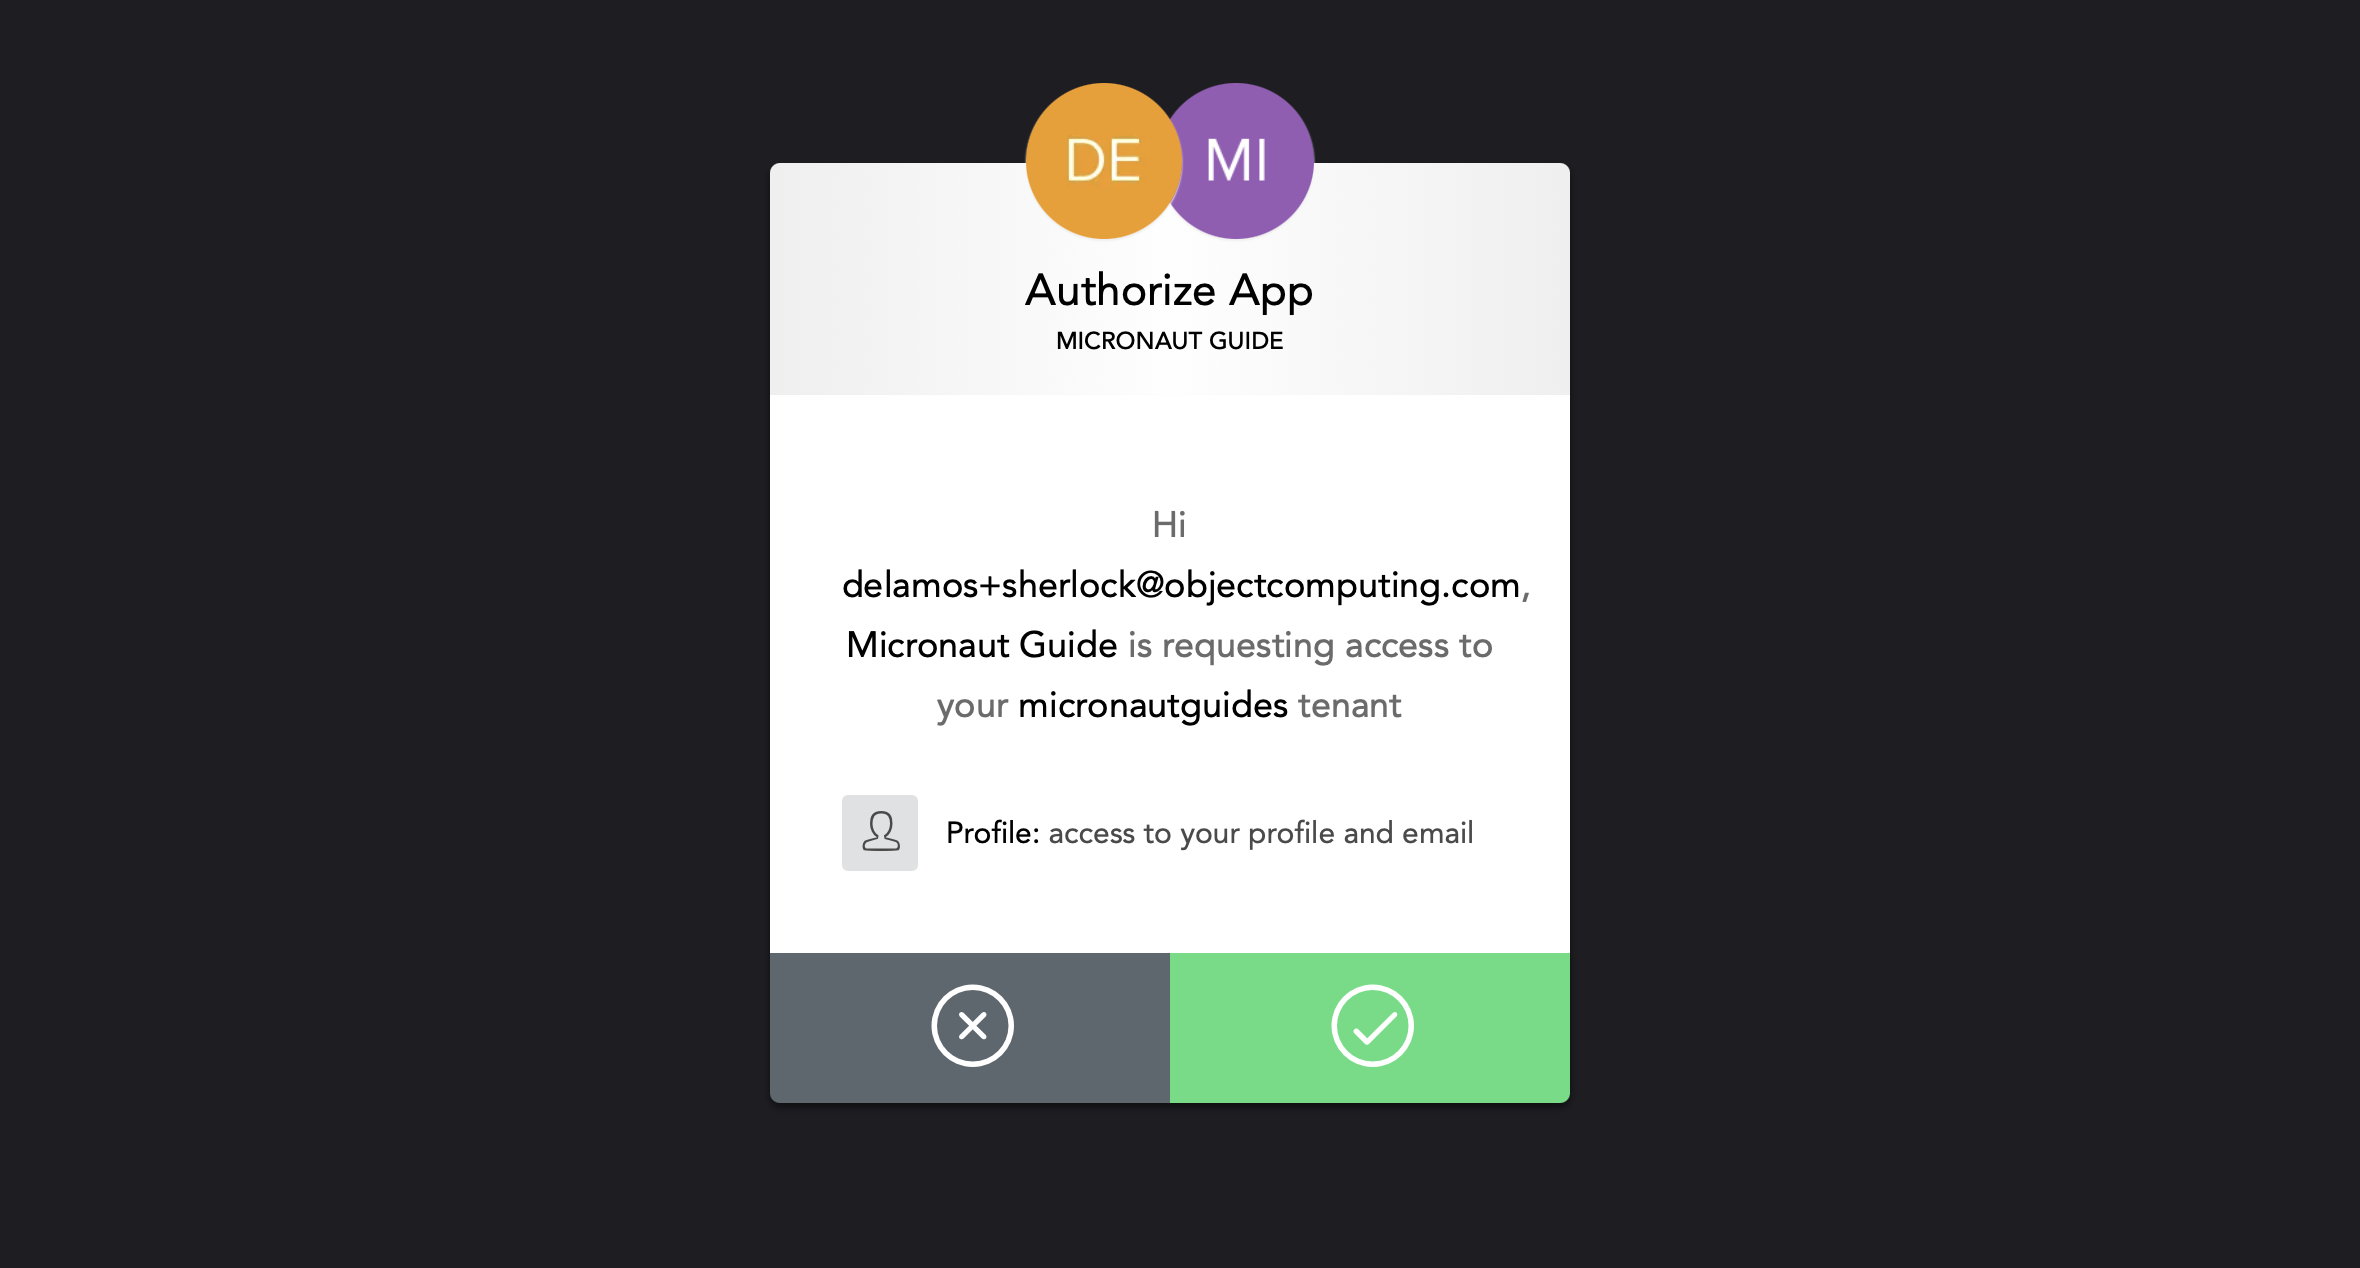 DE MI
Authorize App
MICRONAUT GUIDE
Hi
delamos+sherlock@objectcomputing.com,
Micronaut Guide is requesting access to
your micronautguides tenant
Profile: access to your profile and email